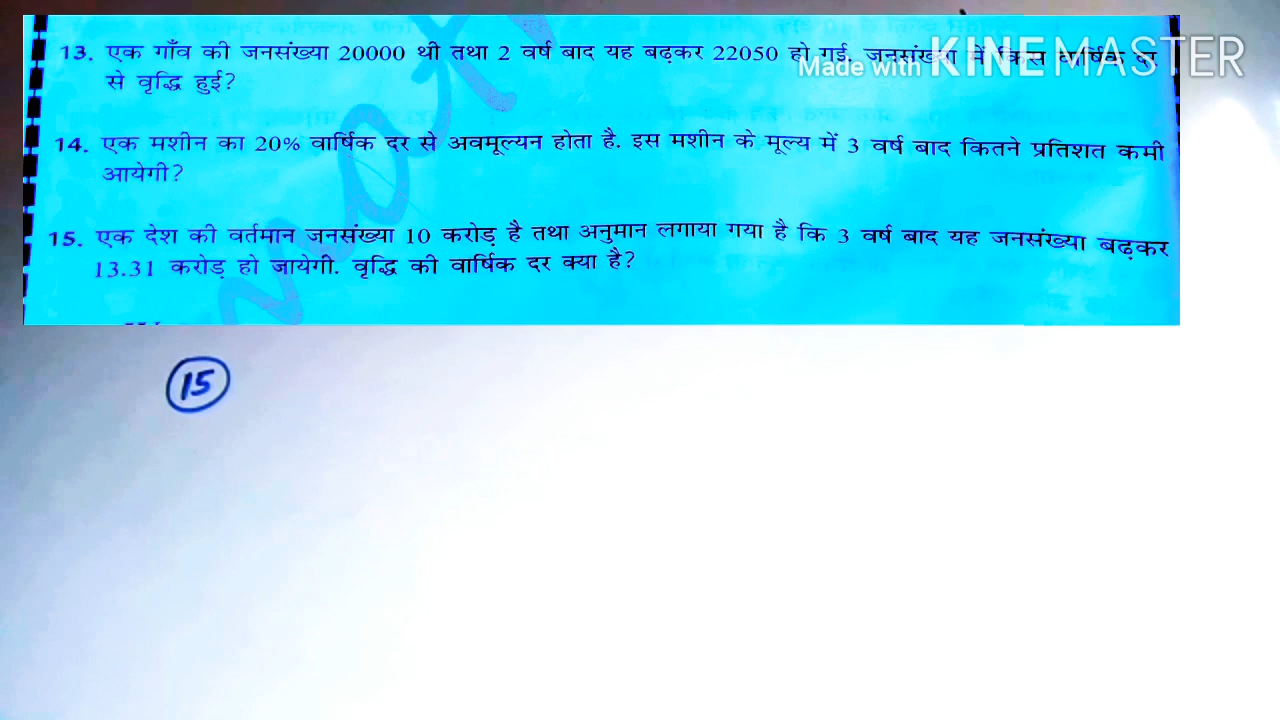 13. एक गाँव की जनसंख्या 20000 थी तथा 2 वर्ष बाद यह बढ़कर 22050 हो गई. जनसंख्या में किस वार्षिक दर
Made with KINEMASTER
से वृद्धि हुई?
14. एक मशीन का 20% वार्षिक दर से अवमूल्यन होता है. इस मशीन के मूल्य में 3 वर्ष बाद कितने प्रतिशत कमी
आयेगी?
15. एक देश की वर्तमान जनसंख्या 10 करोड़ है तथा अनुमान लगाया गया है कि 3 वर्ष बाद यह जनसंख्या बढ़कर
13.31 करोड़ हो जायेगी. वृद्धि की वार्षिक दर क्या है?
15